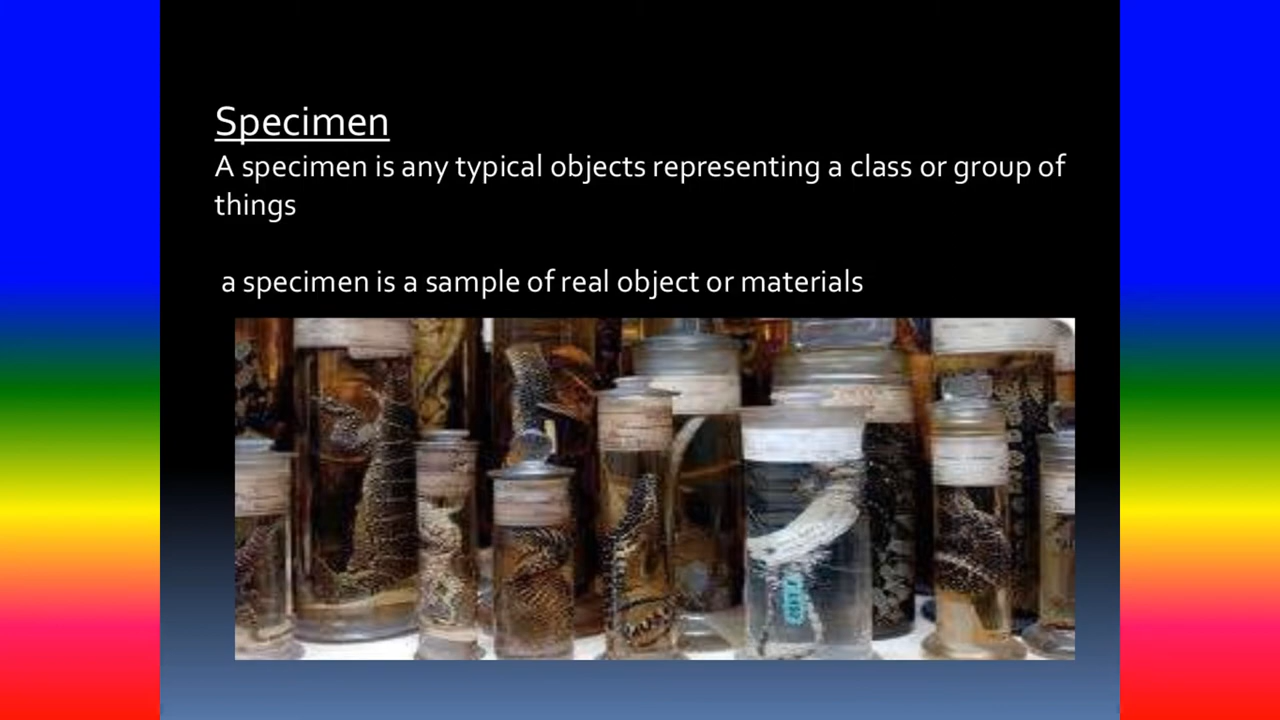 Specimen
A specimen is any typical objects representing a class or group of
things
a specimen is a sample of real object or materials